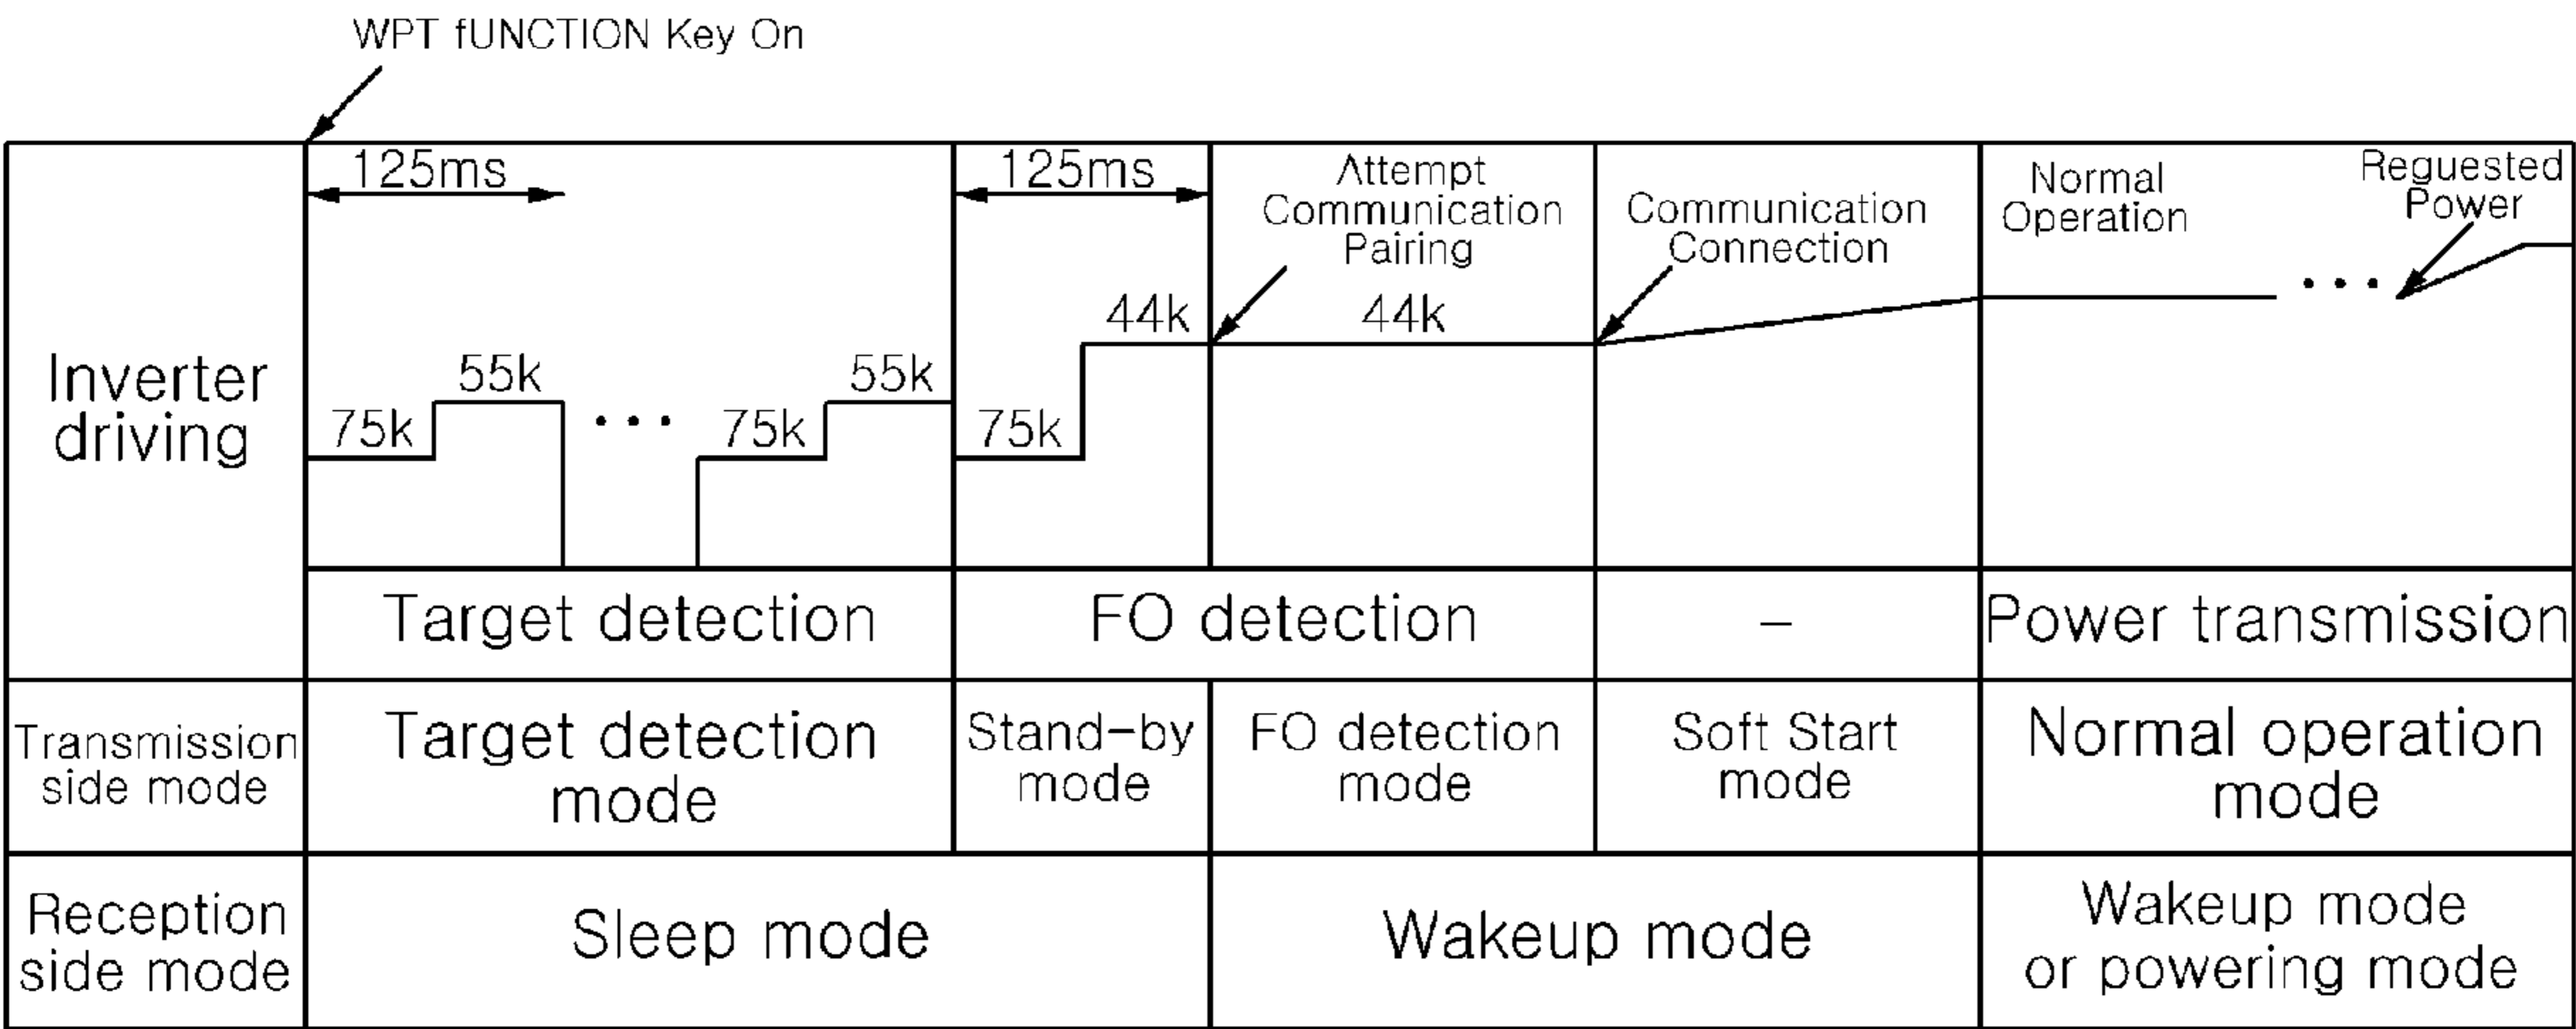 WPT fUNCTION Key On
125ms
125ms
Attempt
Communication
Pairing
Communication
Connection
Normal
Operation
Reguested
Power
44k
44k
55k
55k
75k
...
75k
75k
...
Inverter
driving
Target detection
FO detection
–
Power transmission
Transmission
side mode
Target detection
mode
Stand-by
mode
FO detection
mode
Soft Start
mode
Normal operation
mode
Reception
side mode
Sleep mode
Wakeup mode
Wakeup mode
or powering mode